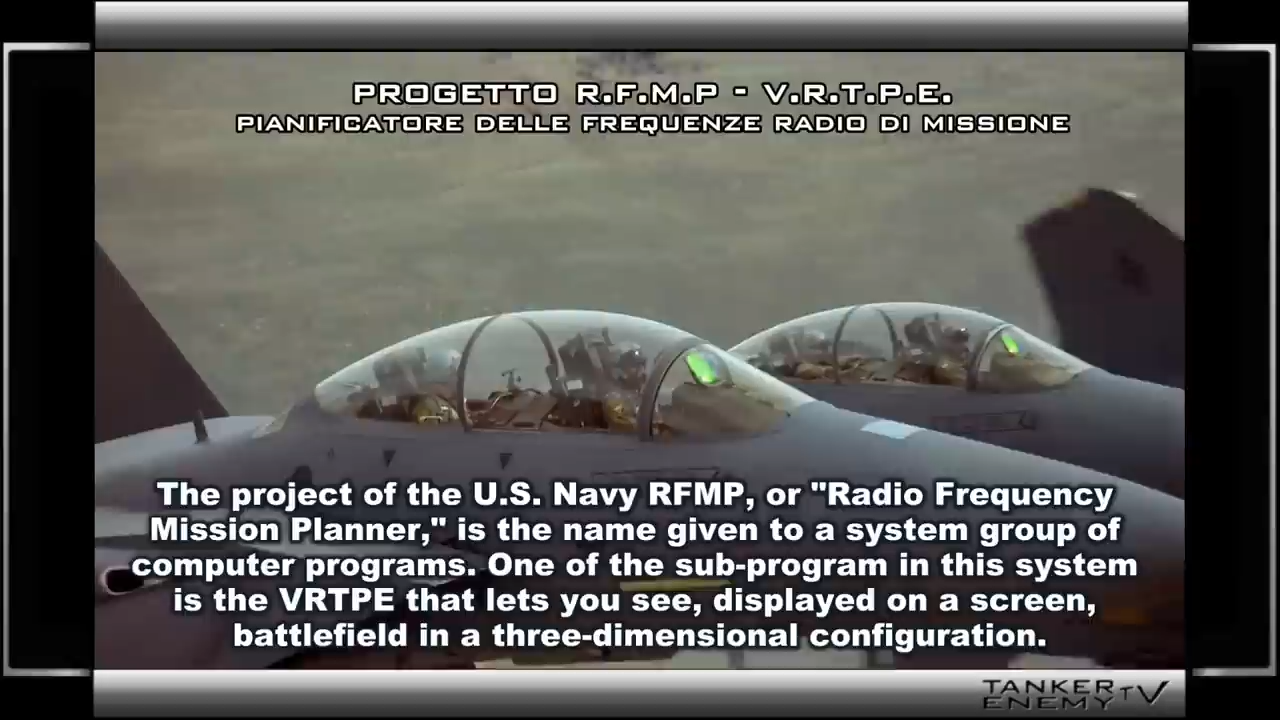 PROGETTO R.F.M.P - V.R.T.P.E.
PIANIFICATORE DELLE FREQUENZE RADIO DI MISSIONE
The project of the U.S. Navy RFMP, or "Radio Frequency
Mission Planner," is the name given to a system group of
computer programs. One of the sub-program in this system
is the VRTPE that lets you see, displayed on a screen,
battlefield in a three-dimensional configuration.
TANKER TV
ENEMY